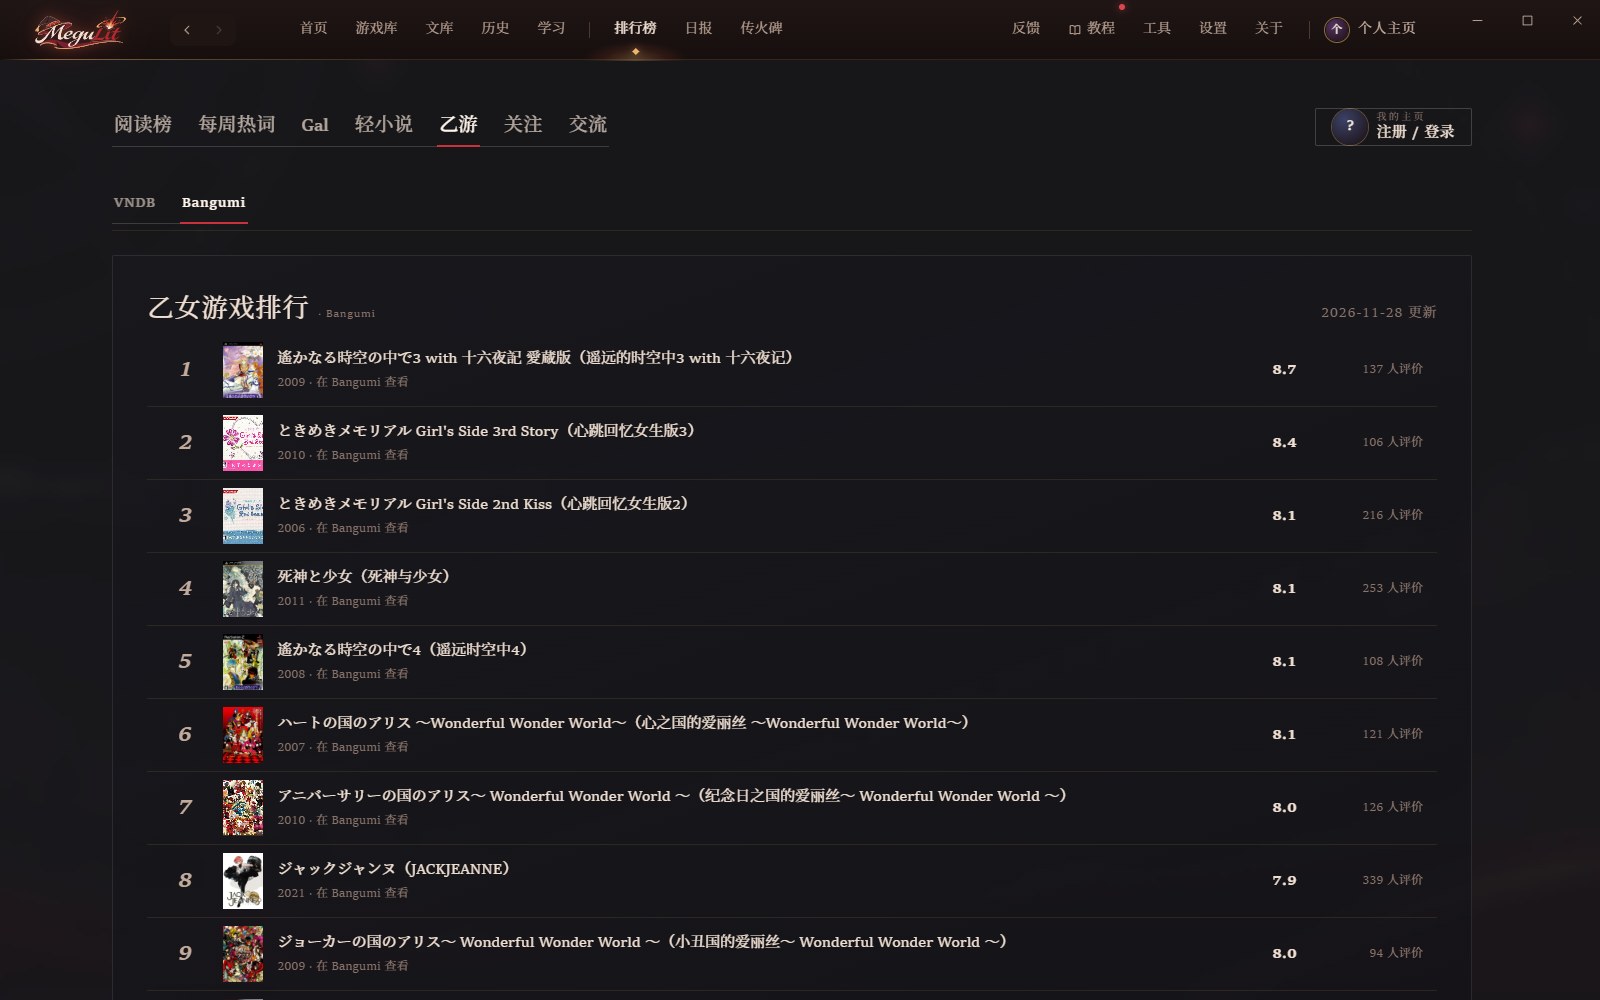 MeguLit
首页 游戏库 文库 历史 学习 排行榜 日报 传火碑 反馈 教程 工具 设置 关于 个 个人主页
阅读榜 每周热词 Gal 轻小说 乙游 关注 交流
? 我的主页
注册 / 登录
VNDB Bangumi
乙女游戏排行 · Bangumi 2026-11-28 更新
1 遙かなる時空の中で3 with 十六夜記 愛蔵版（遥远的时空中3 with 十六夜记） 8.7 137 人评价
2009 · 在 Bangumi 查看
2 ときめきメモリアル Girl's Side 3rd Story（心跳回忆女生版3） 8.4 106 人评价
2010 · 在 Bangumi 查看
3 ときめきメモリアル Girl's Side 2nd Kiss（心跳回忆女生版2） 8.1 216 人评价
2006 · 在 Bangumi 查看
4 死神と少女（死神与少女） 8.1 253 人评价
2011 · 在 Bangumi 查看
5 遙かなる時空の中で4（遥远时空中4） 8.1 108 人评价
2008 · 在 Bangumi 查看
6 ハートの国のアリス ～Wonderful Wonder World～（心之国的爱丽丝 ～Wonderful Wonder World～） 8.1 121 人评价
2007 · 在 Bangumi 查看
7 アニバーサリーの国のアリス～ Wonderful Wonder World ～（纪念日之国的爱丽丝～ Wonderful Wonder World ～） 8.0 126 人评价
2010 · 在 Bangumi 查看
8 ジャックジャンヌ（JACKJEANNE） 7.9 339 人评价
2021 · 在 Bangumi 查看
9 ジョーカーの国のアリス～ Wonderful Wonder World ～（小丑国的爱丽丝～ Wonderful Wonder World ～） 8.0 94 人评价
2009 · 在 Bangumi 查看